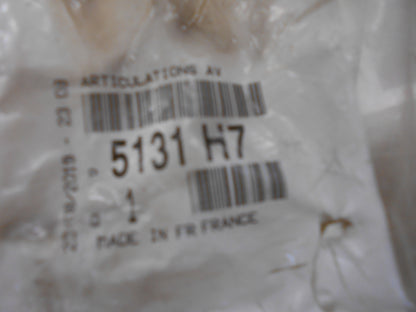 ARTICULATIONS AV
5131 H7
1
MADE IN FR FRANCE